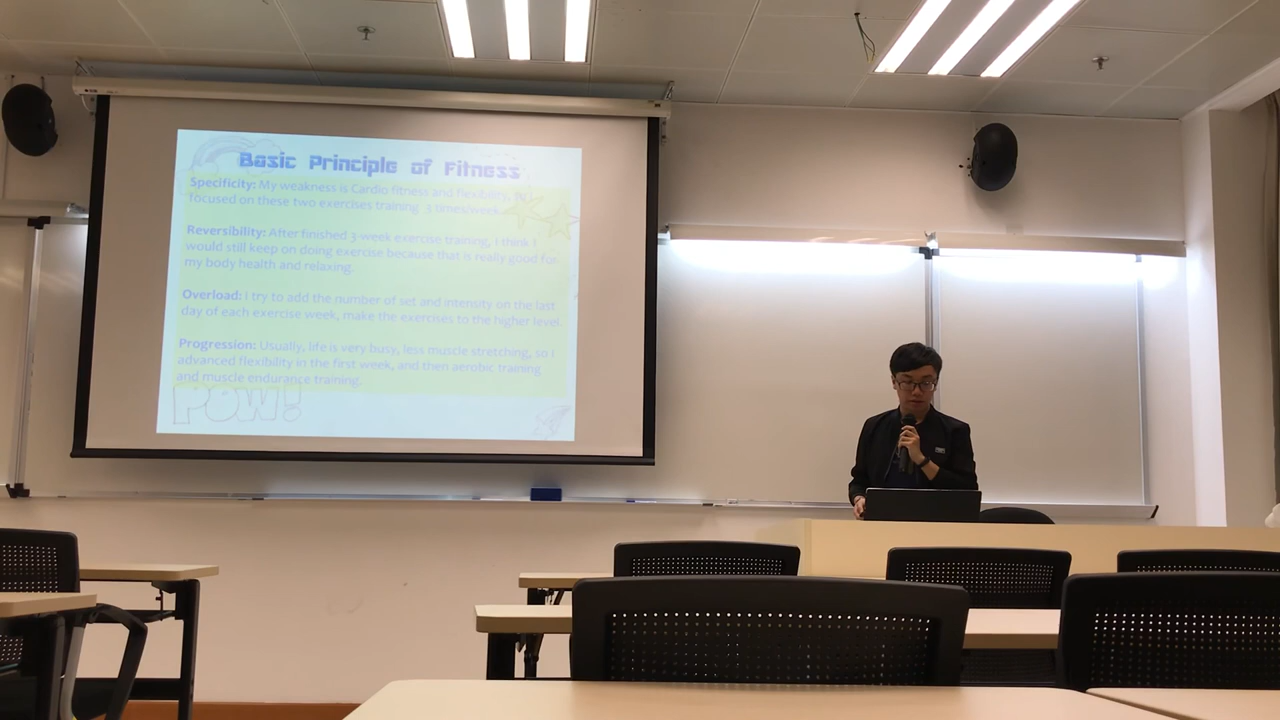 Basic Principle of Fitness
Specificity: My weakness is Cardio fitness and flexibility, so I
focused on these two exercises training. 3 times/week.
Reversibility: After finished 3-week exercise training, I think I
would still keep on doing exercise because that is really good for
my body health and relaxing.
Overload: I try to add the number of set and intensity on the last
day of each exercise week, make the exercises to the higher level.
Progression: Usually, life is very busy, less muscle stretching, so I
advanced flexibility in the first week, and then aerobic training
and muscle endurance training.
POW!